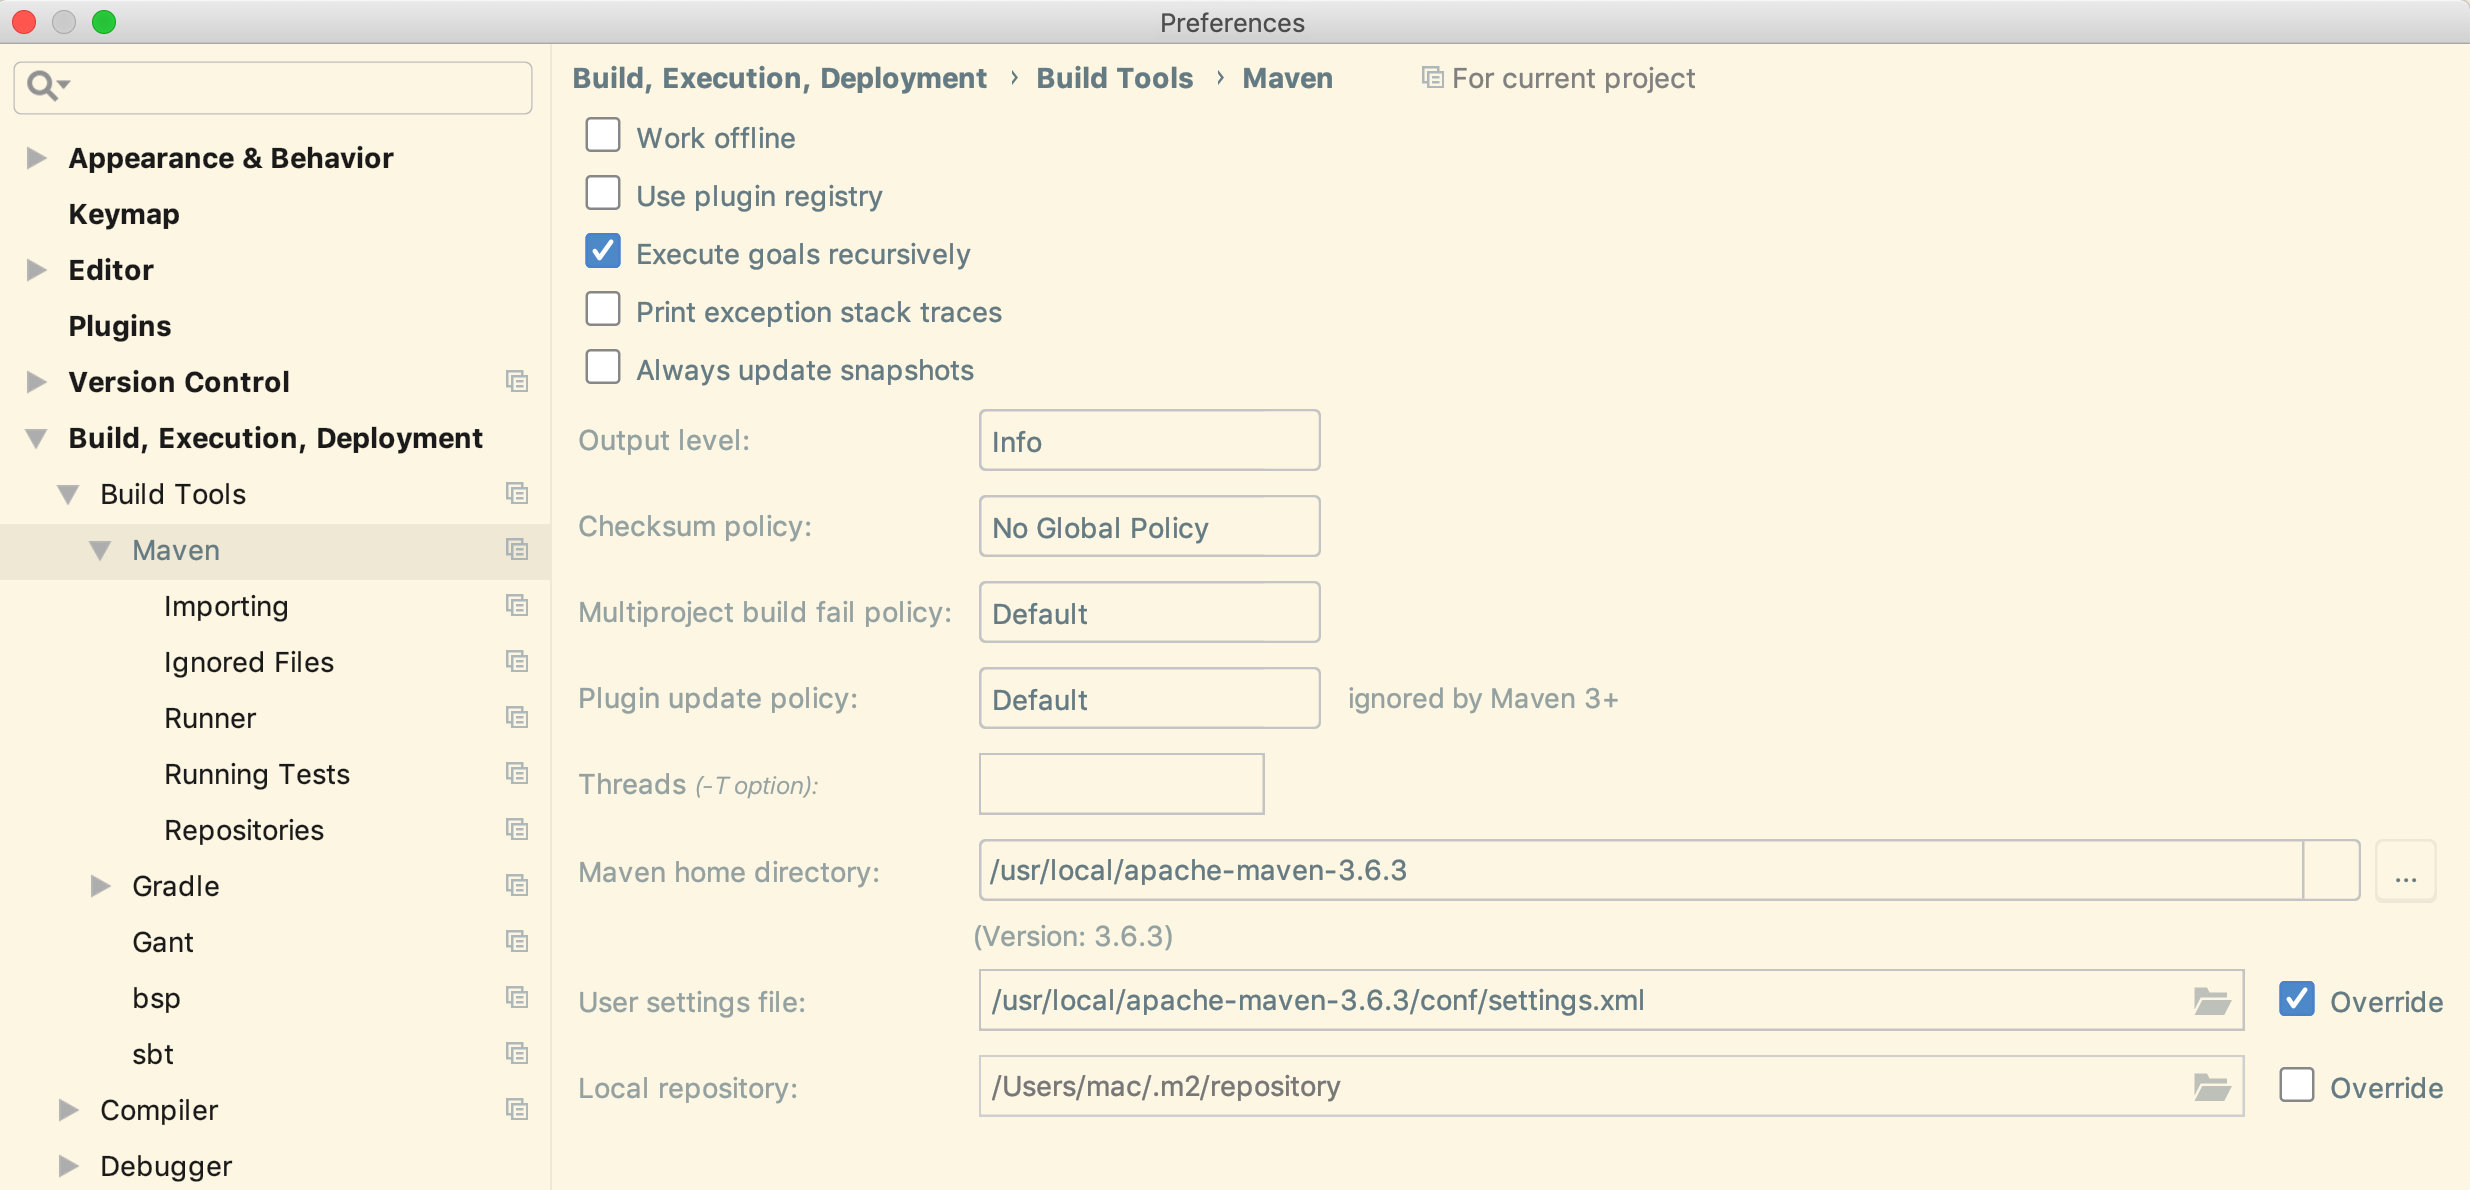 Preferences
Appearance & Behavior
Keymap
Editor
Plugins
Version Control
Build, Execution, Deployment
Build Tools
Maven
Importing
Ignored Files
Runner
Running Tests
Repositories
Gradle
Gant
bsp
sbt
Compiler
Debugger
Build, Execution, Deployment › Build Tools › Maven For current project
Work offline
Use plugin registry
Execute goals recursively
Print exception stack traces
Always update snapshots
Output level: Info
Checksum policy: No Global Policy
Multiproject build fail policy: Default
Plugin update policy: Default ignored by Maven 3+
Threads (-T option):
Maven home directory: /usr/local/apache-maven-3.6.3 ...
(Version: 3.6.3)
User settings file: /usr/local/apache-maven-3.6.3/conf/settings.xml Override
Local repository: /Users/mac/.m2/repository Override